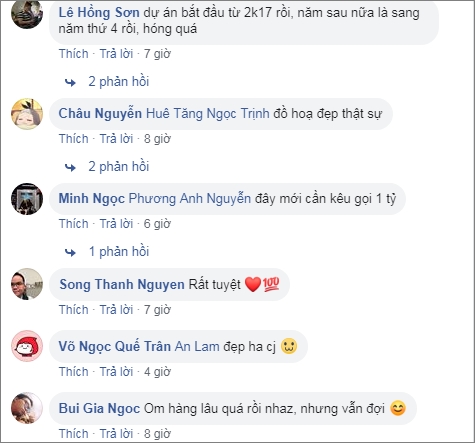 Lê Hồng Sơn dự án bắt đầu từ 2k17 rồi, năm sau nữa là sang
năm thứ 4 rồi, hóng quá
Thích · Trả lời · 7 giờ
2 phản hồi
Châu Nguyễn Huê Tăng Ngọc Trịnh đồ hoạ đẹp thật sự
Thích · Trả lời · 8 giờ
2 phản hồi
Minh Ngọc Phương Anh Nguyễn đây mới cần kêu gọi 1 tỷ
Thích · Trả lời · 6 giờ
1 phản hồi
Song Thanh Nguyen Rất tuyệt ❤️💯
Thích · Trả lời · 7 giờ
Võ Ngọc Quế Trân An Lam đẹp ha cj
Thích · Trả lời · 4 giờ
Bui Gia Ngoc Om hàng lâu quá rồi nhaz, nhưng vẫn đợi 😊
Thích · Trả lời · 8 giờ